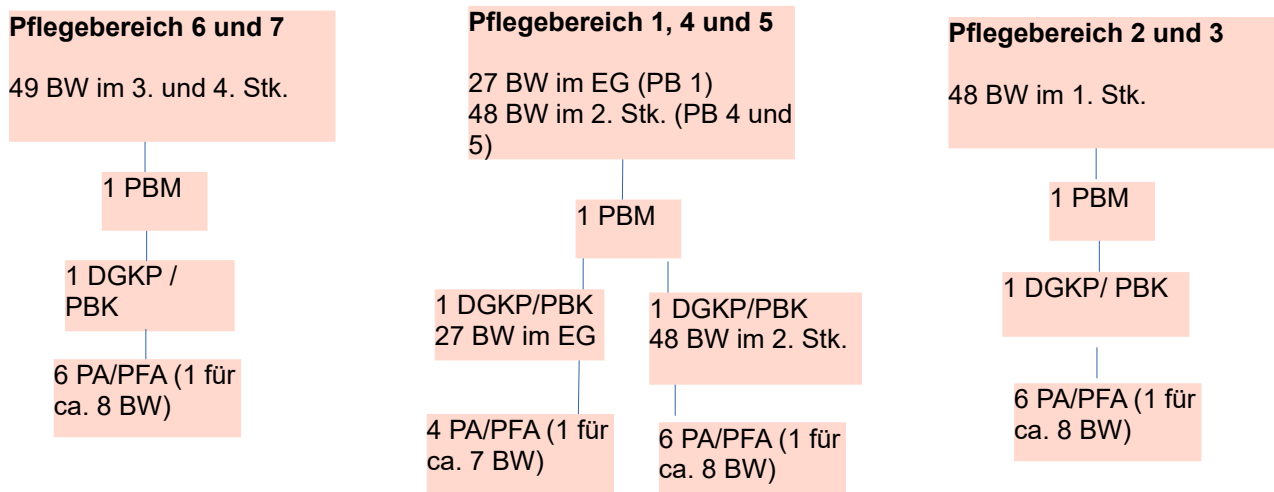 Pflegebereich 6 und 7
49 BW im 3. und 4. Stk.
1 PBM
1 DGKP /
PBK
6 PA/PFA (1 für
ca. 8 BW)
Pflegebereich 1, 4 und 5
27 BW im EG (PB 1)
48 BW im 2. Stk. (PB 4 und
5)
1 PBM
1 DGKP/PBK
27 BW im EG
4 PA/PFA (1 für
ca. 7 BW)
1 DGKP/PBK
48 BW im 2. Stk.
6 PA/PFA (1 für
ca. 8 BW)
Pflegebereich 2 und 3
48 BW im 1. Stk.
1 PBM
1 DGKP/ PBK
6 PA/PFA (1 für
ca. 8 BW)